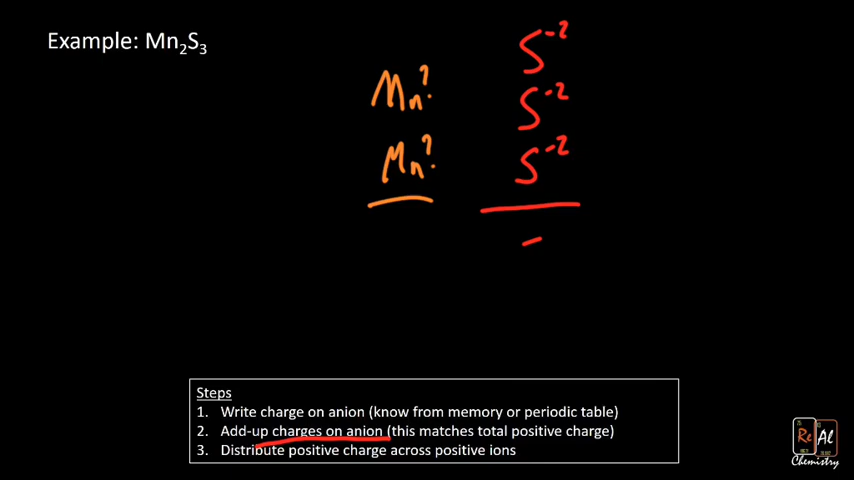 Example: Mn₂S₃
S⁻²
Mn?
S⁻²
Mn?
S⁻²
-
Steps
1. Write charge on anion (know from memory or periodic table)
2. Add-up charges on anion (this matches total positive charge)
3. Distribute positive charge across positive ions
Re Al
Chemistry